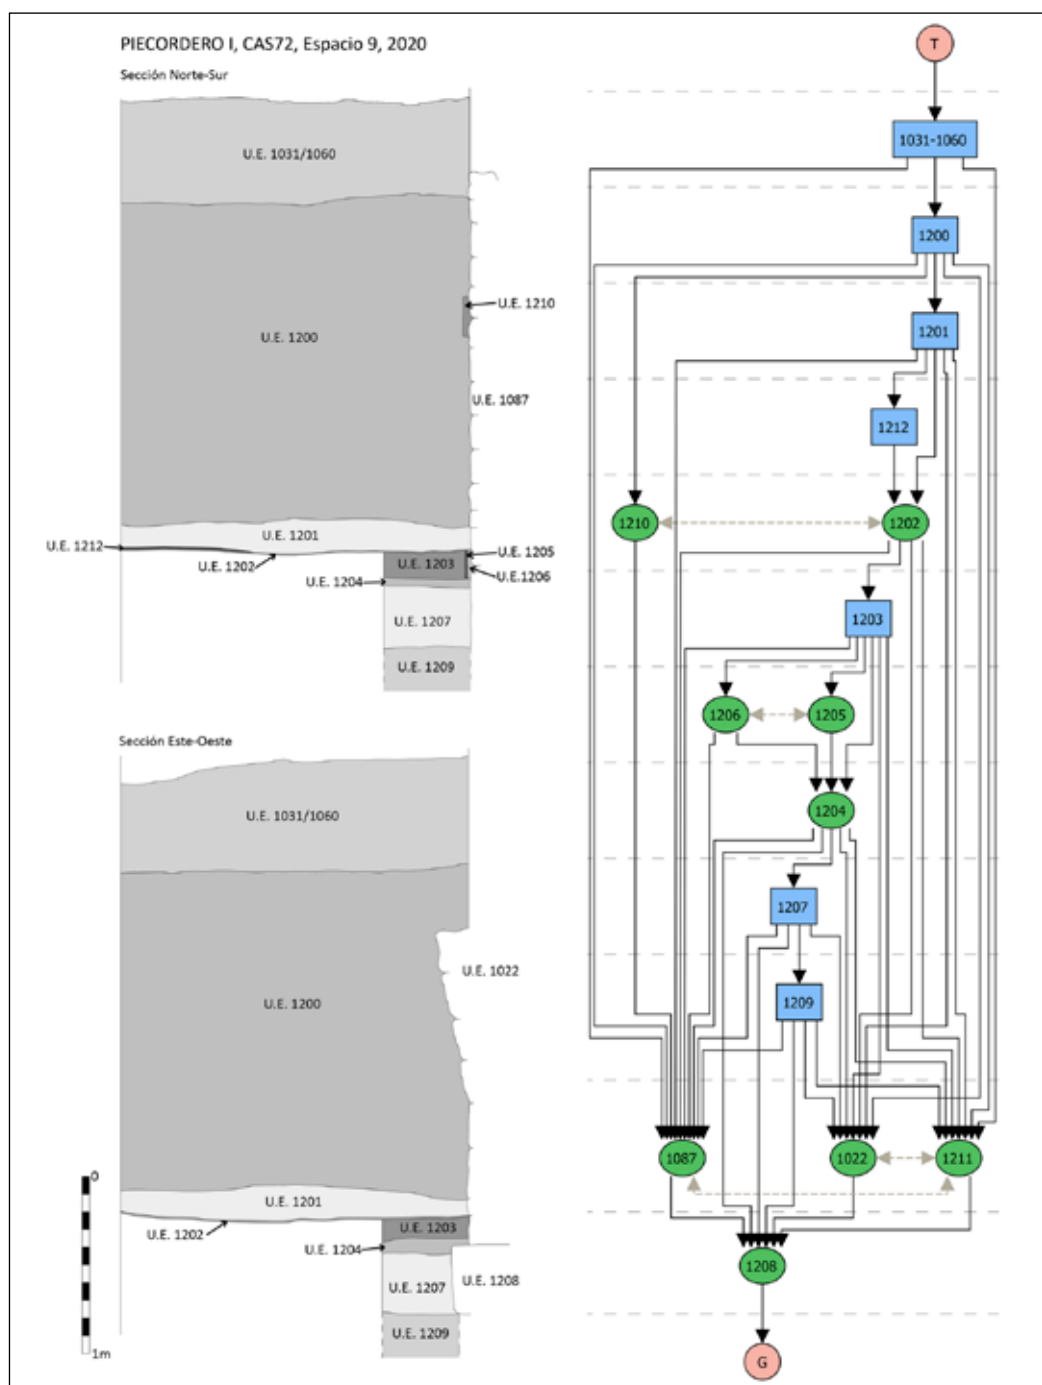 PIECORDERO I, CAS72, Espacio 9, 2020
Sección Norte-Sur
U.E. 1031/1060
U.E. 1210
U.E. 1200
U.E. 1087
U.E. 1201
U.E. 1212
U.E. 1202
U.E. 1203
U.E. 1205
U.E.1206
U.E. 1204
U.E. 1207
U.E. 1209
Sección Este-Oeste
U.E. 1031/1060
U.E. 1022
U.E. 1200
U.E. 1201
U.E. 1202
U.E. 1203
U.E. 1204
U.E. 1207
U.E. 1208
U.E. 1209
0
1m
T
1031-1060
1200
1201
1212
1210
1202
1203
1206
1205
1204
1207
1209
1087
1022
1211
1208
G